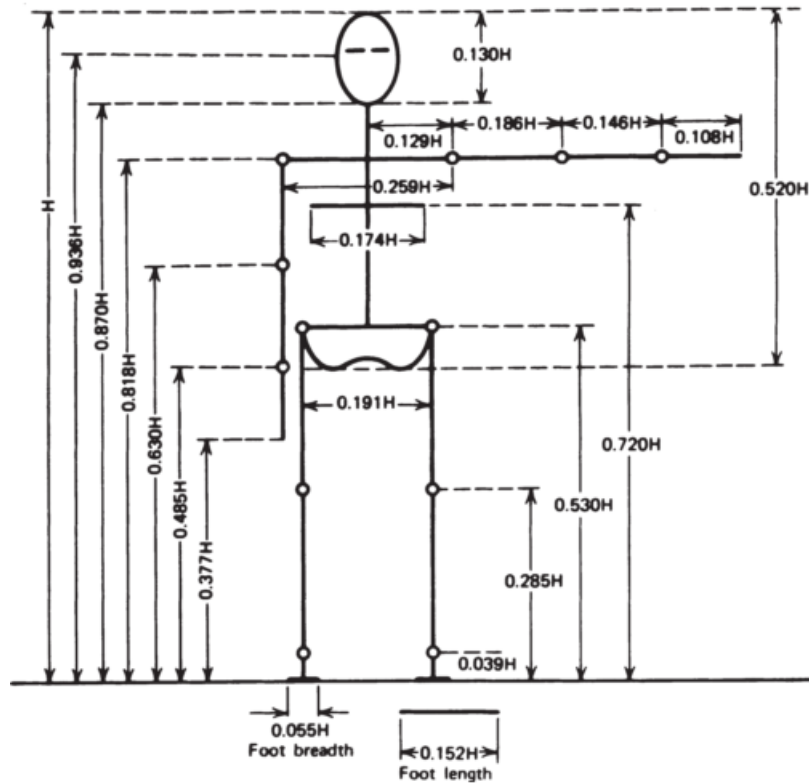 0.130H
0.186H
0.146H
0.129H
0.108H
0.259H
0.520H
0.174H
H
0.936H
0.870H
0.818H
0.630H
0.485H
0.377H
0.191H
0.720H
0.530H
0.285H
0.039H
0.055H
Foot breadth
0.152H
Foot length